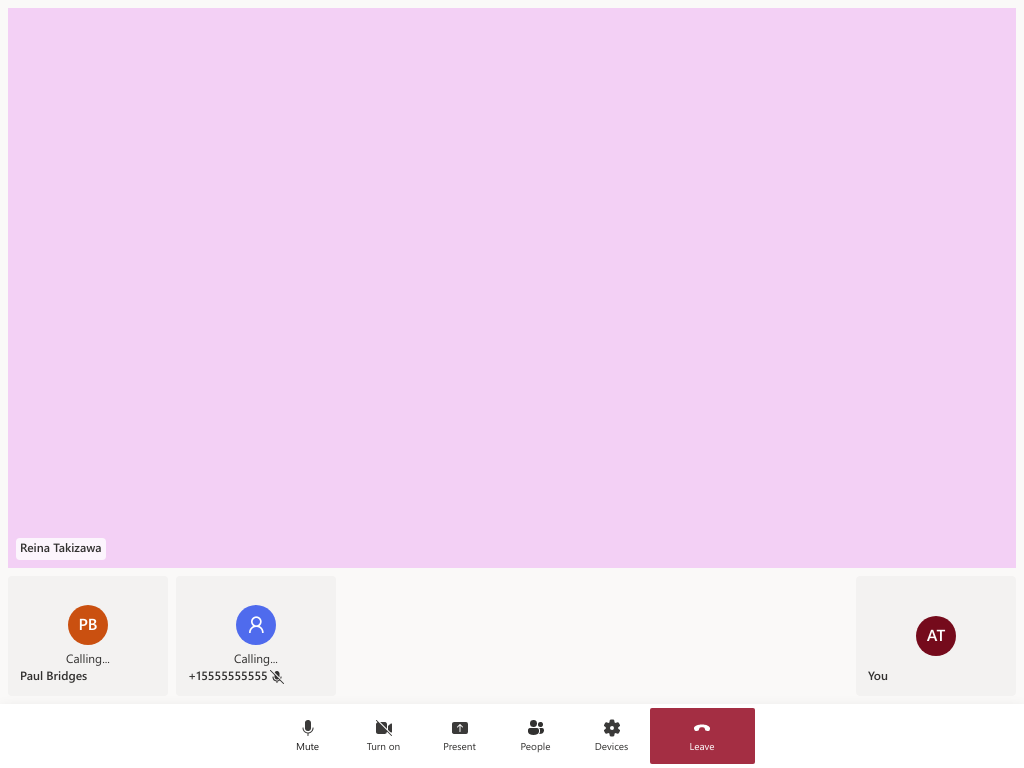 Reina Takizawa
PB
Calling...
Paul Bridges
Calling...
+15555555555
AT
You
Mute
Turn on
Present
People
Devices
Leave